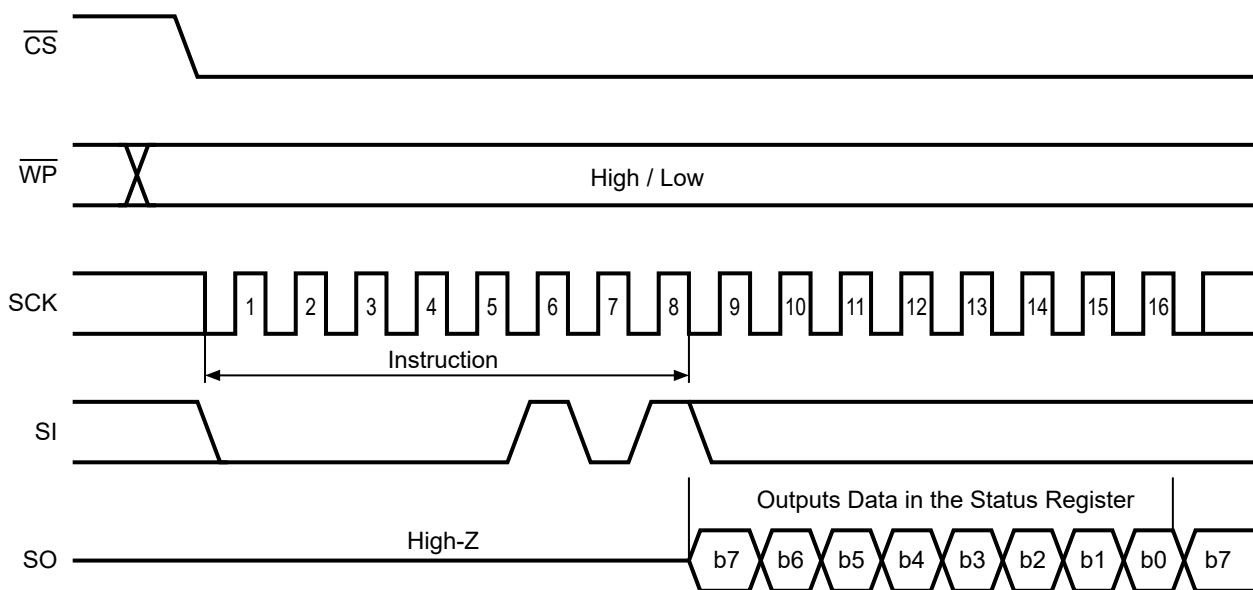 CS
WP
High / Low
SCK
1 2 3 4 5 6 7 8 9 10 11 12 13 14 15 16
Instruction
SI
Outputs Data in the Status Register
High-Z
SO
b7 b6 b5 b4 b3 b2 b1 b0 b7